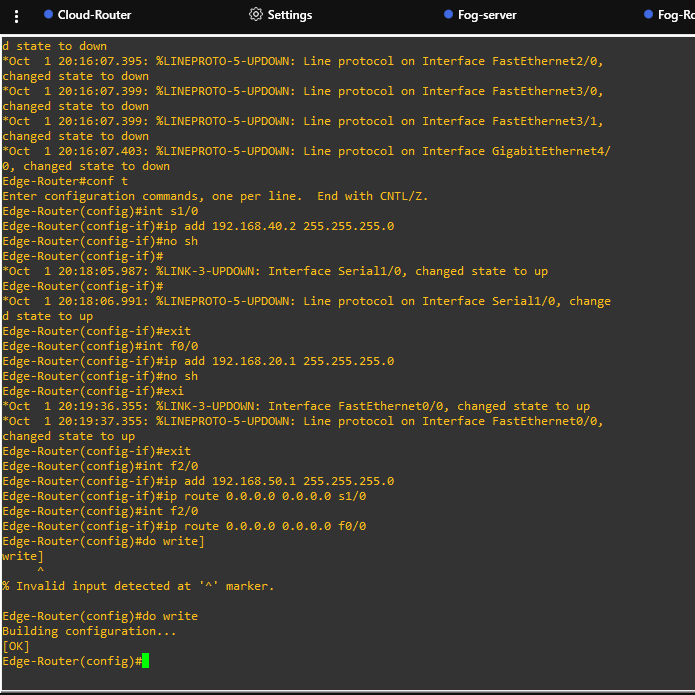 Cloud-Router Settings Fog-server Fog-Ro
d state to down
*Oct  1 20:16:07.395: %LINEPROTO-5-UPDOWN: Line protocol on Interface FastEthernet2/0,
changed state to down
*Oct  1 20:16:07.399: %LINEPROTO-5-UPDOWN: Line protocol on Interface FastEthernet3/0,
changed state to down
*Oct  1 20:16:07.399: %LINEPROTO-5-UPDOWN: Line protocol on Interface FastEthernet3/1,
changed state to down
*Oct  1 20:16:07.403: %LINEPROTO-5-UPDOWN: Line protocol on Interface GigabitEthernet4/
0, changed state to down
Edge-Router#conf t
Enter configuration commands, one per line.  End with CNTL/Z.
Edge-Router(config)#int s1/0
Edge-Router(config-if)#ip add 192.168.40.2 255.255.255.0
Edge-Router(config-if)#no sh
Edge-Router(config-if)#
*Oct  1 20:18:05.987: %LINK-3-UPDOWN: Interface Serial1/0, changed state to up
Edge-Router(config-if)#
*Oct  1 20:18:06.991: %LINEPROTO-5-UPDOWN: Line protocol on Interface Serial1/0, change
d state to up
Edge-Router(config-if)#exit
Edge-Router(config)#int f0/0
Edge-Router(config-if)#ip add 192.168.20.1 255.255.255.0
Edge-Router(config-if)#no sh
Edge-Router(config-if)#exi
*Oct  1 20:19:36.355: %LINK-3-UPDOWN: Interface FastEthernet0/0, changed state to up
*Oct  1 20:19:37.355: %LINEPROTO-5-UPDOWN: Line protocol on Interface FastEthernet0/0,
changed state to up
Edge-Router(config-if)#exit
Edge-Router(config)#int f2/0
Edge-Router(config-if)#ip add 192.168.50.1 255.255.255.0
Edge-Router(config-if)#ip route 0.0.0.0 0.0.0.0 s1/0
Edge-Router(config)#int f2/0
Edge-Router(config-if)#ip route 0.0.0.0 0.0.0.0 f0/0
Edge-Router(config)#do write]
write]
^
% Invalid input detected at '^' marker.
Edge-Router(config)#do write
Building configuration...
[OK]
Edge-Router(config)#